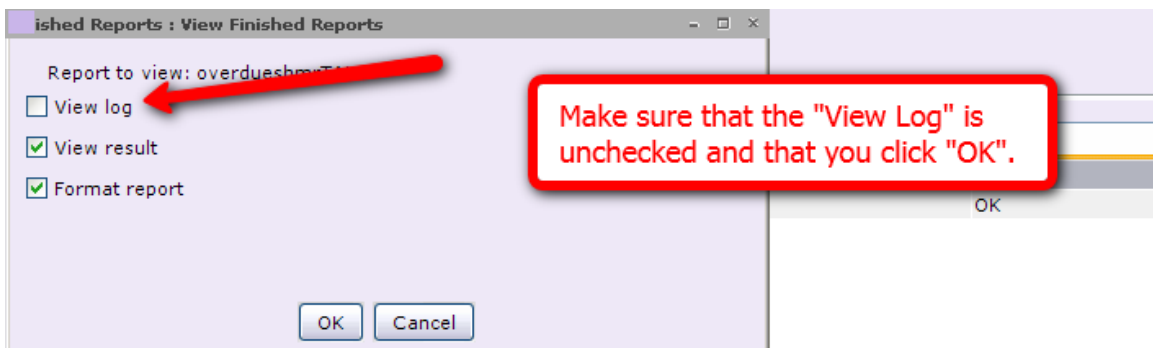 ished Reports : View Finished Reports
Report to view:
View log
View result
Format report
OK Cancel
Make sure that the "View Log" is
unchecked and that you click "OK".
OK